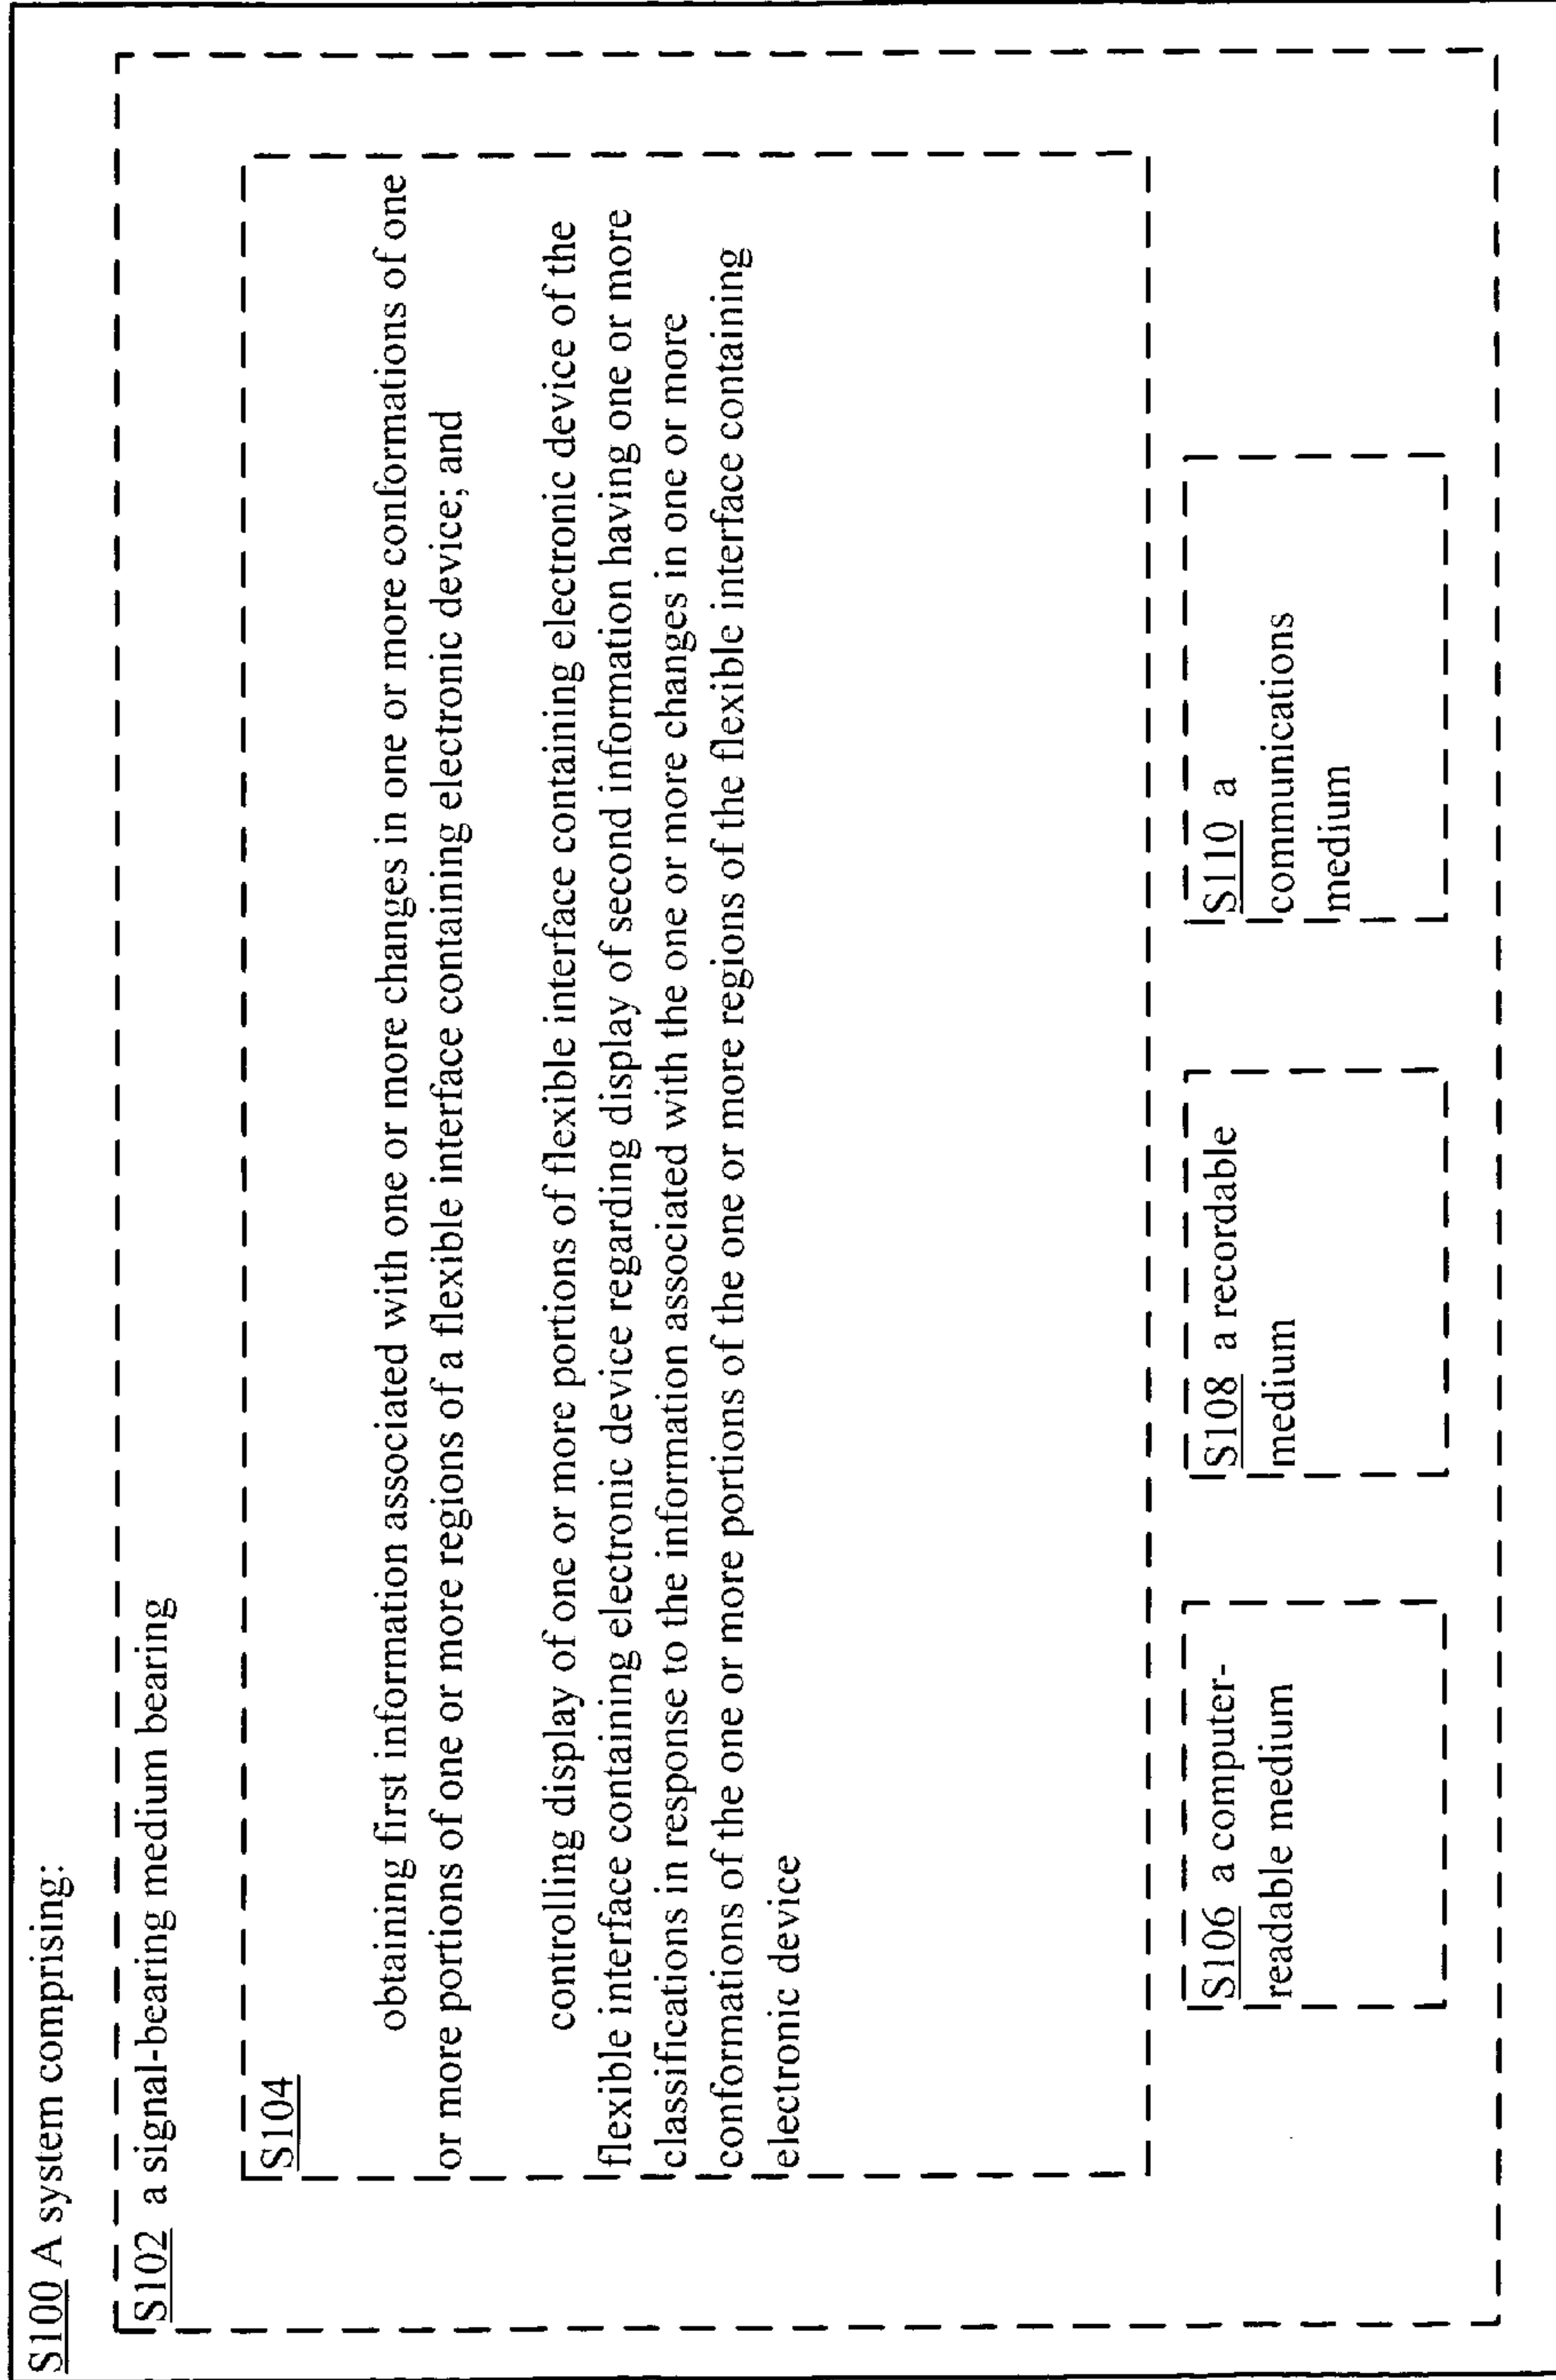 S100 A system comprising:
S102 a signal-bearing medium bearing
S104
obtaining first information associated with one or more changes in one or more conformations of one
or more portions of one or more regions of a flexible interface containing electronic device; and
controlling display of one or more portions of flexible interface containing electronic device of the
flexible interface containing electronic device regarding display of second information having one or more
classifications in response to the information associated with the one or more changes in one or more
conformations of the one or more portions of the one or more regions of the flexible interface containing
electronic device
S106 a computer-
readable medium
S108 a recordable
medium
S110 a
communications
medium